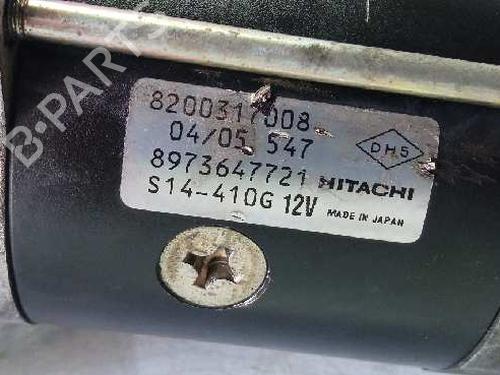 8200317008
04/05 547
DHS
8973647721 HITACHI
S14-410G 12V MADE IN JAPAN
B-PARTS